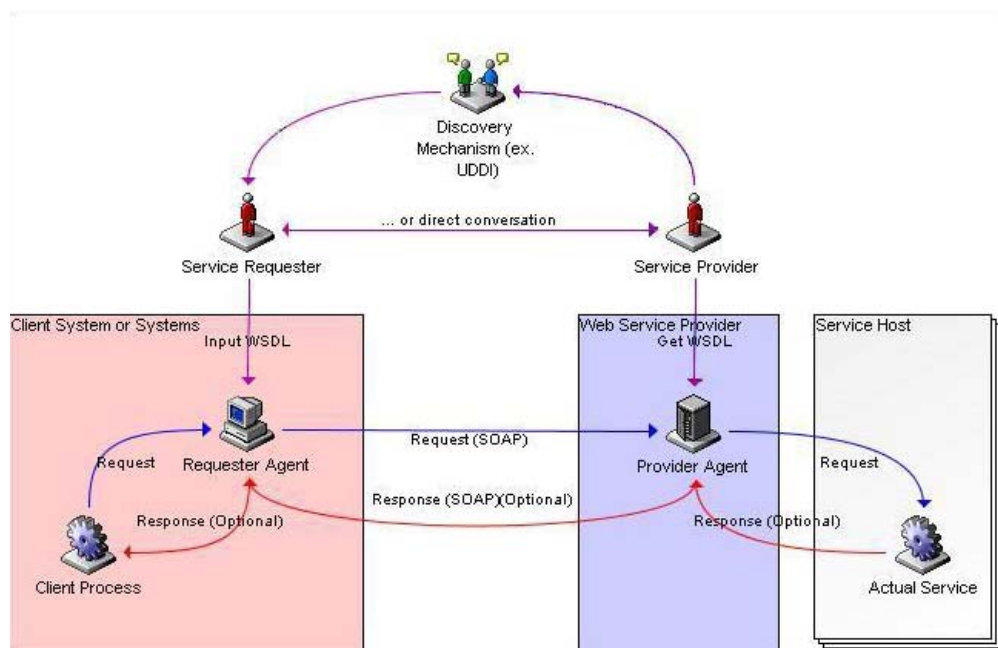 Discovery
Mechanism (ex.
UDDI)
... or direct conversation
Service Requester
Service Provider
Client System or Systems
Web Service Provider
Service Host
Input WSDL
Get WSDL
Request (SOAP)
Request
Requester Agent
Provider Agent
Request
Response (SOAP)(Optional)
Response (Optional)
Response (Optional)
Client Process
Actual Service